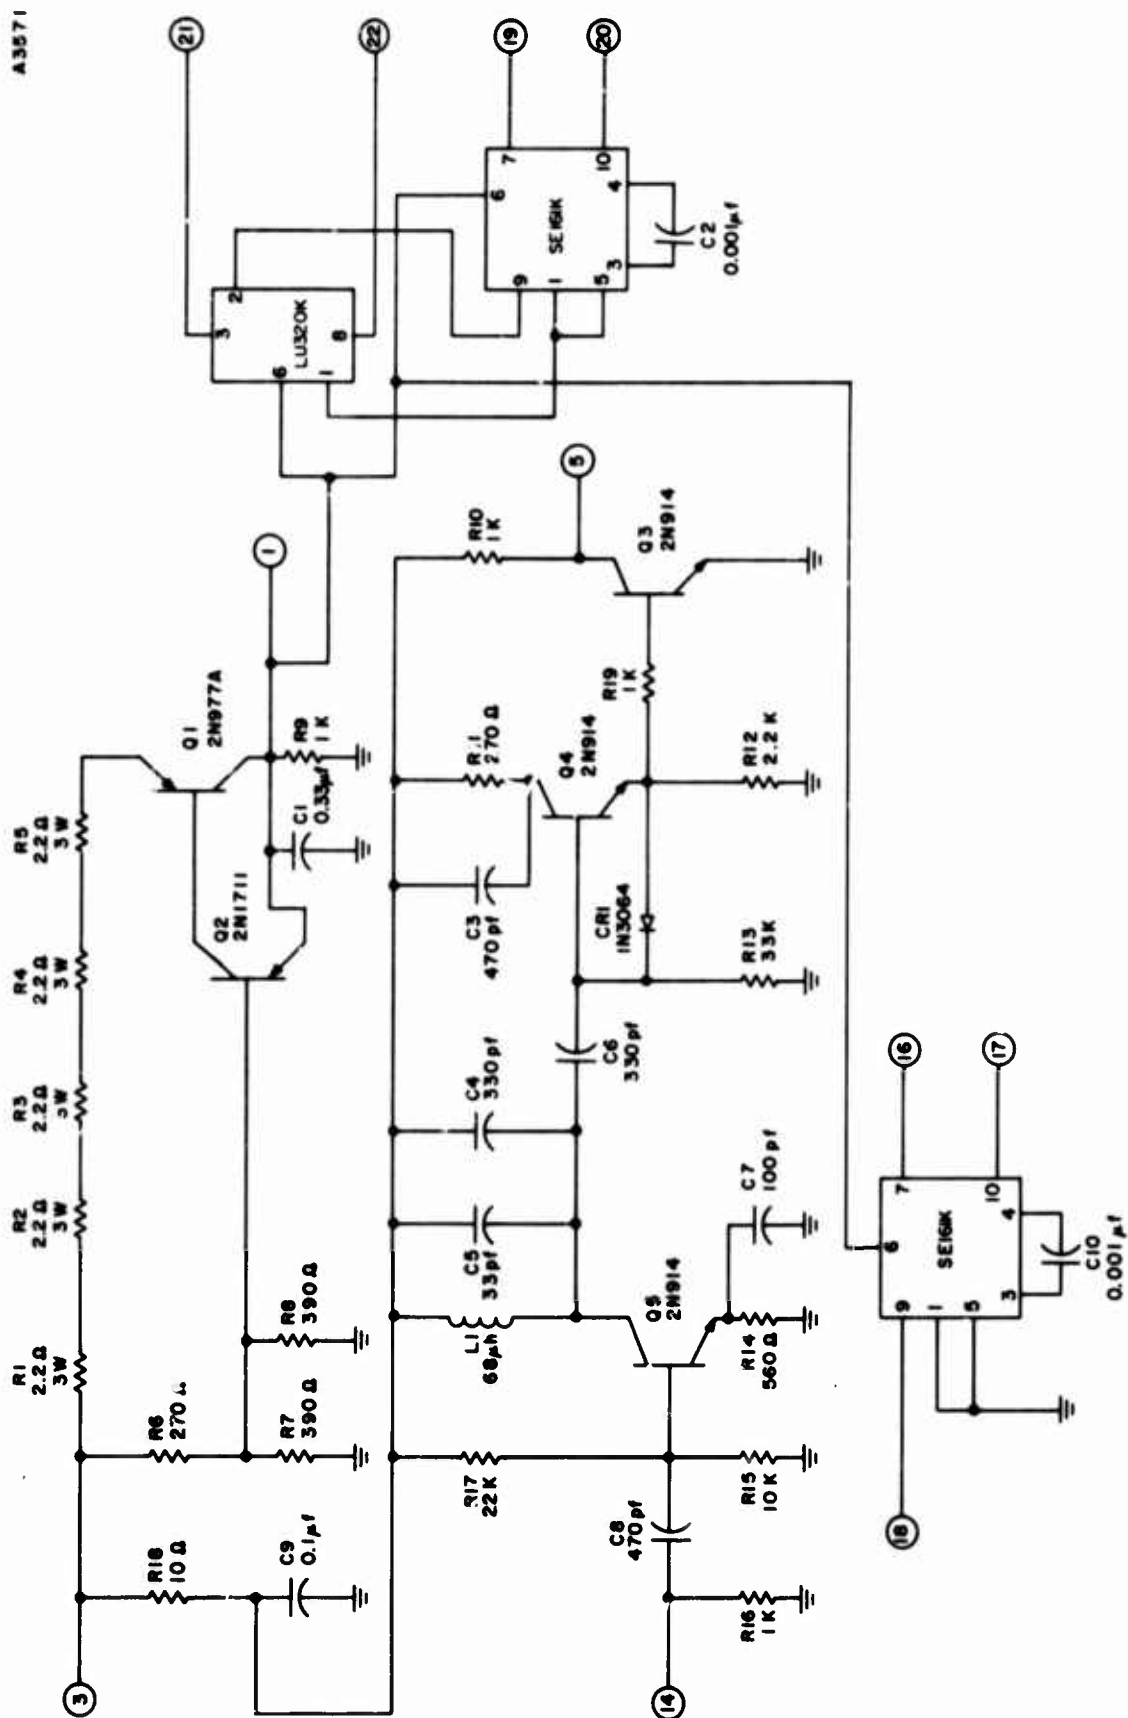 A3571
R1
2.2Ω
3W
R2
2.2Ω
3W
R3
2.2Ω
R4
2.2Ω
3W
R5
2.2Ω
3W
3
R18
10Ω
R6
270
C9
0.1μf
R7
390Ω
R8
390Ω
Q2
2N1711
Q1
2N977A
C1
0.33μf
R9
1K
1
21
22
3
2
6
1
8
LU320K
19
20
7
10
6
4
9
1
5
3
SE161K
C2
0.001μf
R17
22K
L1
68μh
C5
33pf
C4
330pf
C3
470pf
270Ω
R10
1K
5
Q4
2N914
Q3
2N914
C6
330pf
CR1
1N3064
R19
1K
R13
33K
R12
2.2K
14
C8
470pf
R16
1K
R15
10K
Q5
2N914
R14
560Ω
C7
100pf
18
16
17
9
1
5
6
7
10
3
4
SE161K
C10
0.001μf